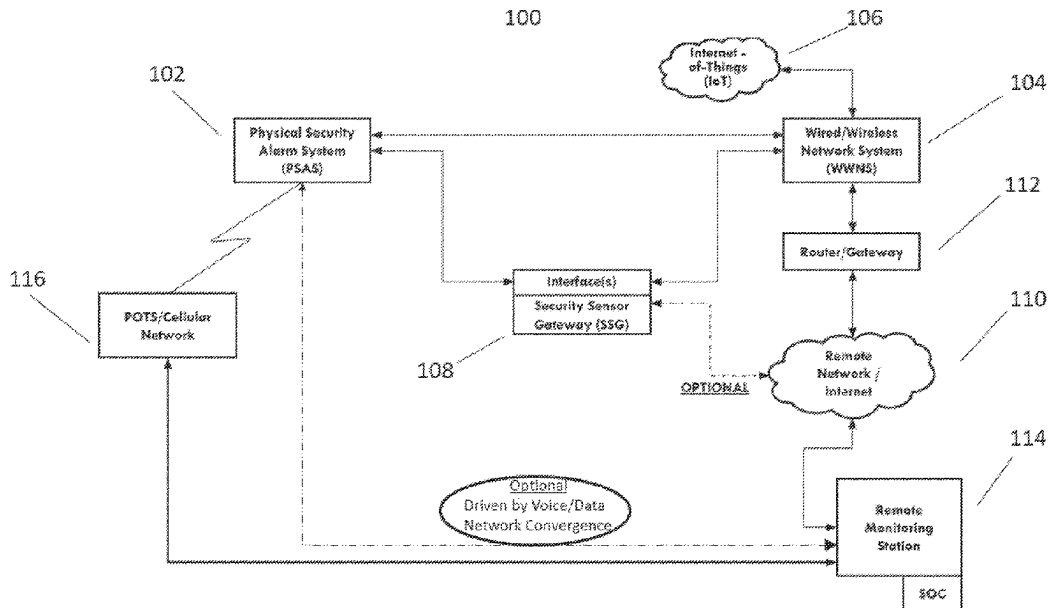 100
106
Internet -
of-Things
(IoT)
102
104
Physical Security
Alarm System
(PSAS)
Wired/Wireless
Network System
(WWNS)
112
Router/Gateway
116
Interface(s)
POTS/Cellular
Network
Security Sensor
Gateway (SSG)
110
108
Remote
Network /
Internet
OPTIONAL
114
Optional
Driven by Voice/Data
Network Convergence
Remote
Monitoring
Station
SOC